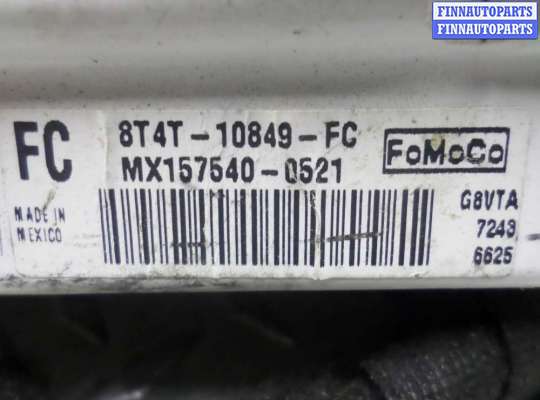 FINNAUTOPARTS
FINNAUTOPARTS
FC
8T4T-10849-FC
MX157540-0521
FoMoCo
MADE IN
MEXICO
G8VTA
7243
6625